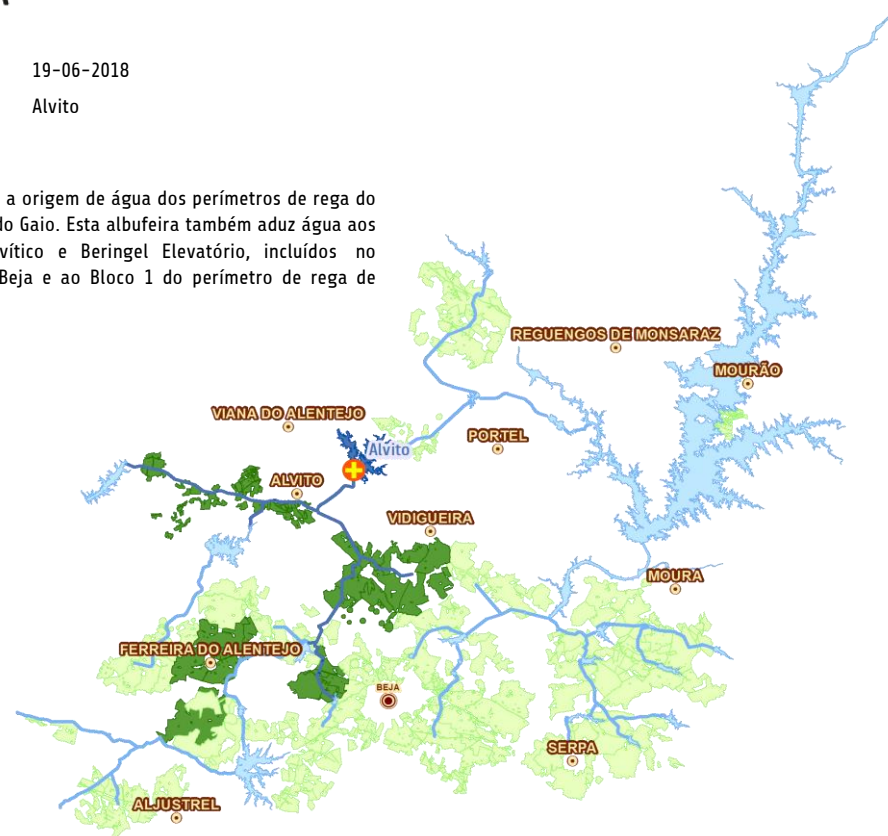 19-06-2018
Alvito
a origem de água dos perímetros de rega do
do Gaio. Esta albufeira também aduz água aos
vítico e Beringel Elevatório, incluídos no
Beja e ao Bloco 1 do perímetro de rega de
REGUENGOS DE MONSARAZ
MOURÃO
VIANA DO ALENTEJO
PORTEL
Alvito
ALVITO
VIDIGUEIRA
MOURA
FERREIRA DO ALENTEJO
BEJA
SERPA
ALJUSTREL